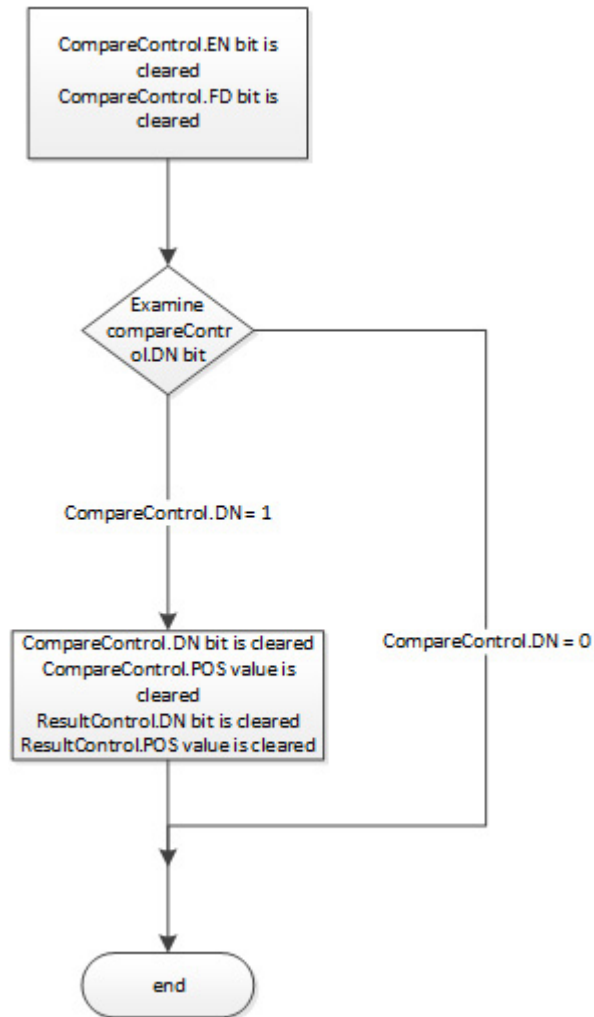 CompareControl.EN bit is
cleared
CompareControl.FD bit is
cleared
Examine
compareContr
ol.DN bit
CompareControl.DN = 1
CompareControl.DN = 0
CompareControl.DN bit is cleared
CompareControl.POS value is
cleared
ResultControl.DN bit is cleared
ResultControl.POS value is cleared
end